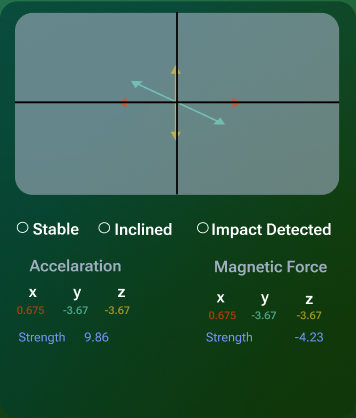 Stable Inclined Impact Detected
Accelaration Magnetic Force
x y z x y z
0.675 -3.67 -3.67 0.675 -3.67 -3.67
Strength 9.86 Strength -4.23